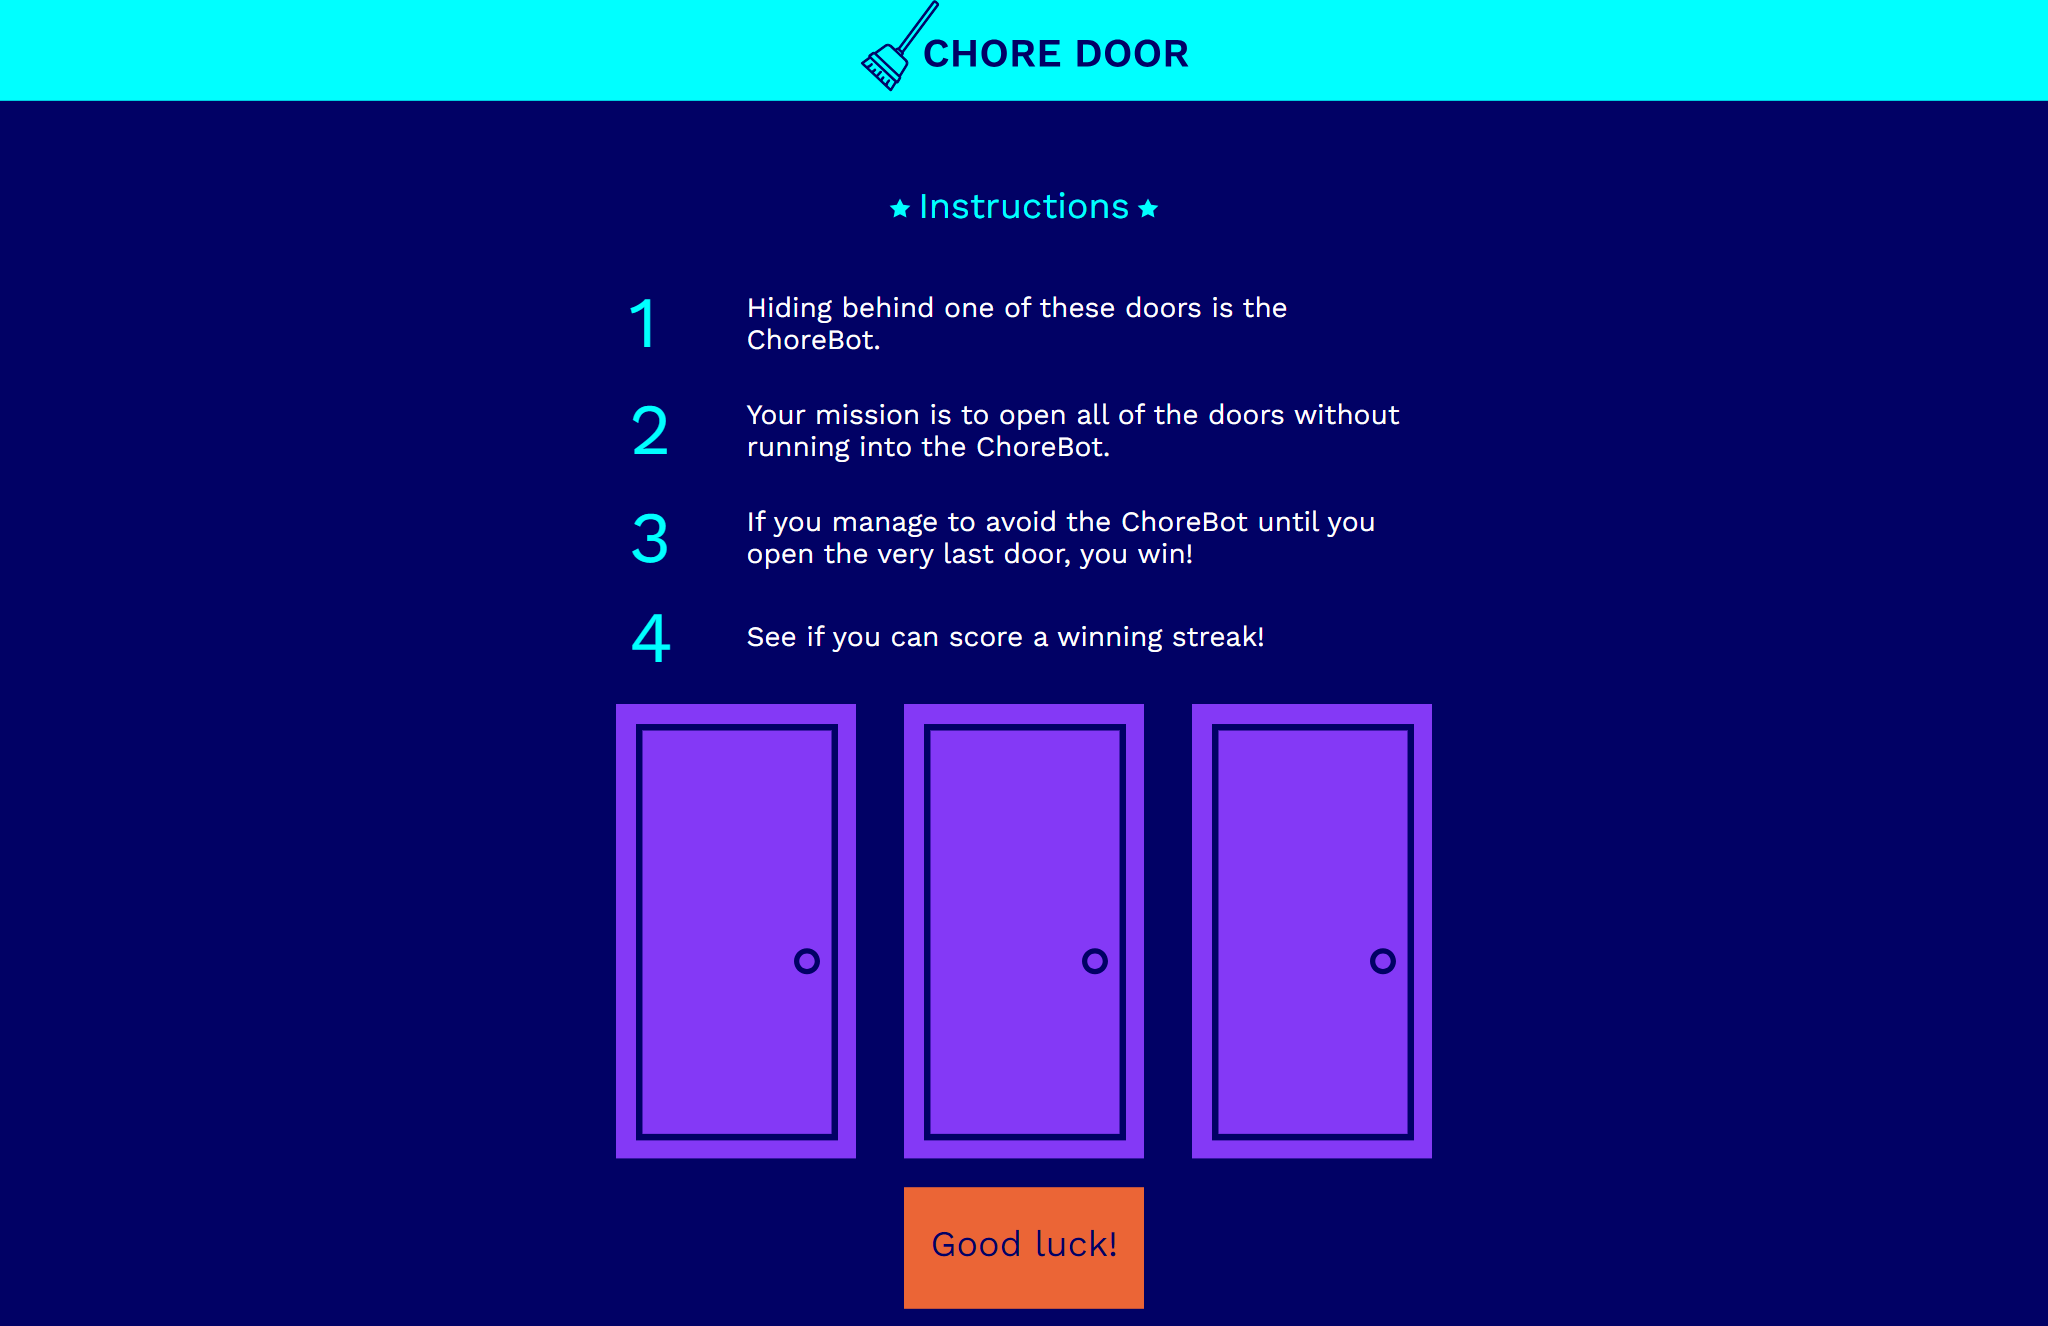 CHORE DOOR
Instructions
1
Hiding behind one of these doors is the
ChoreBot.
2
Your mission is to open all of the doors without
running into the ChoreBot.
3
If you manage to avoid the ChoreBot until you
open the very last door, you win!
4
See if you can score a winning streak!
Good luck!